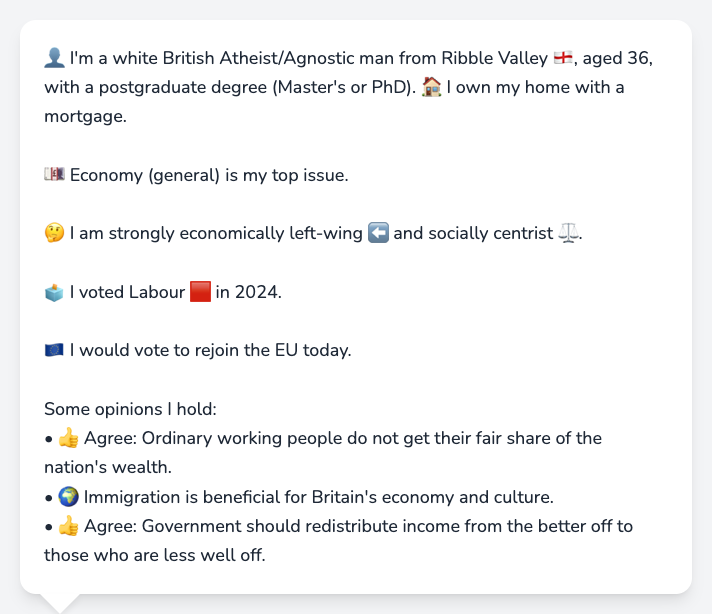 👤 I'm a white British Atheist/Agnostic man from Ribble Valley 🏴󠁧󠁢󠁥󠁮󠁧󠁿, aged 36,
with a postgraduate degree (Master's or PhD). 🏠 I own my home with a
mortgage.
💷 Economy (general) is my top issue.
🤔 I am strongly economically left-wing ⬅️ and socially centrist ⚖️.
🗳️ I voted Labour 🟥 in 2024.
🇪🇺 I would vote to rejoin the EU today.
Some opinions I hold:
• 👍 Agree: Ordinary working people do not get their fair share of the
nation's wealth.
• 🌍 Immigration is beneficial for Britain's economy and culture.
• 👍 Agree: Government should redistribute income from the better off to
those who are less well off.